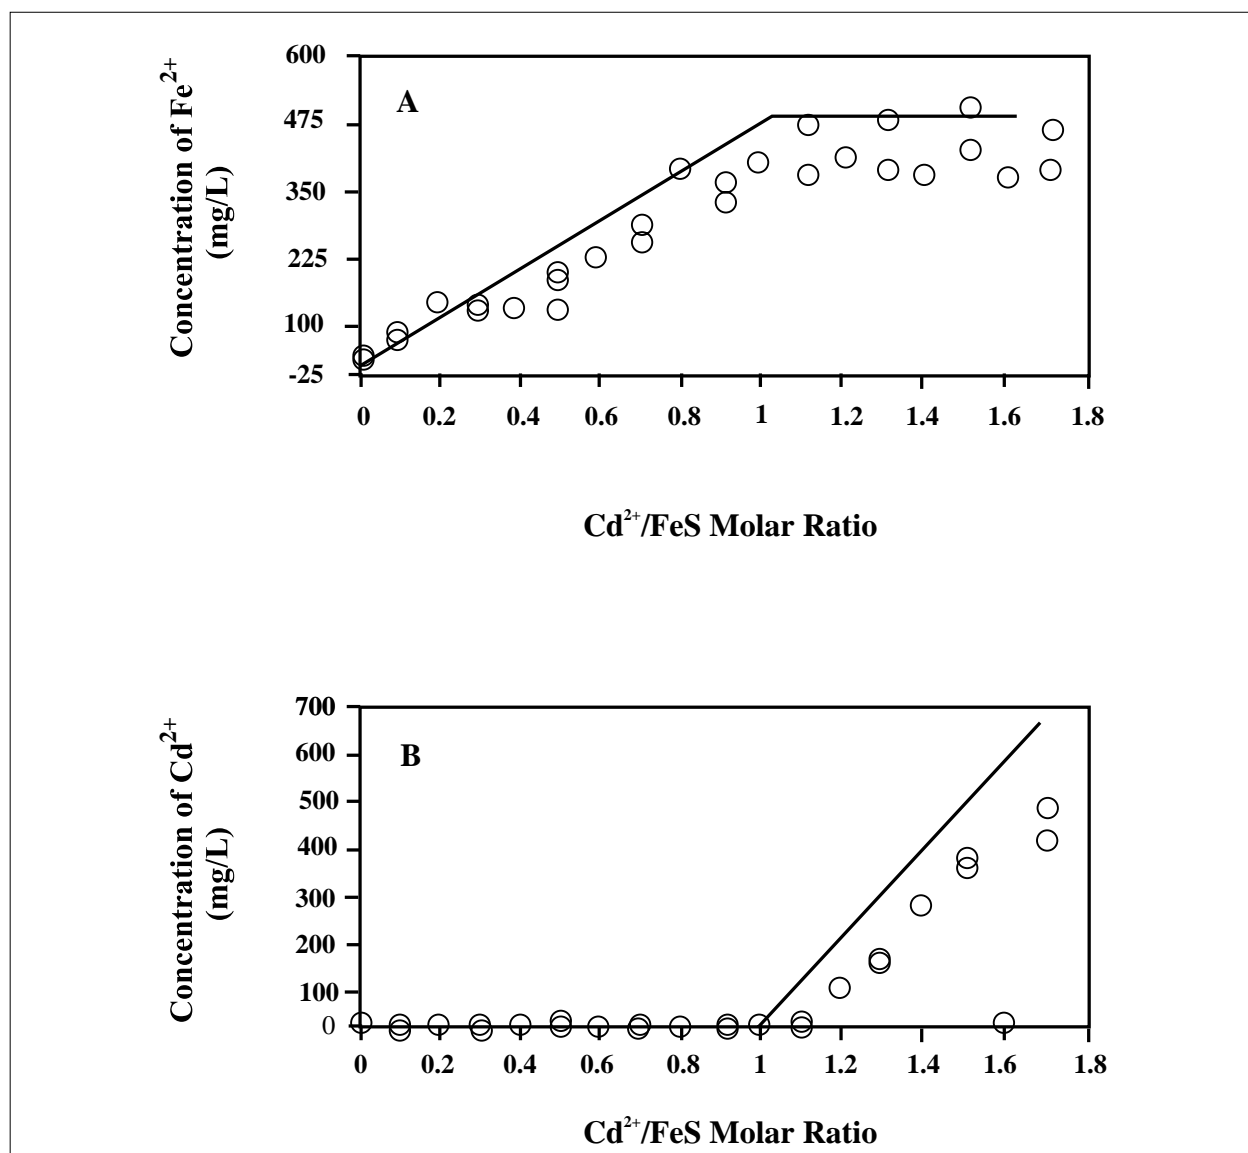 Concentration of Fe2+
(mg/L)
A
600
475
350
225
100
-25
0 0.2 0.4 0.6 0.8 1 1.2 1.4 1.6 1.8
Cd2+/FeS Molar Ratio
Concentration of Cd2+
(mg/L)
B
700
600
500
400
300
200
100
0
0 0.2 0.4 0.6 0.8 1 1.2 1.4 1.6 1.8
Cd2+/FeS Molar Ratio